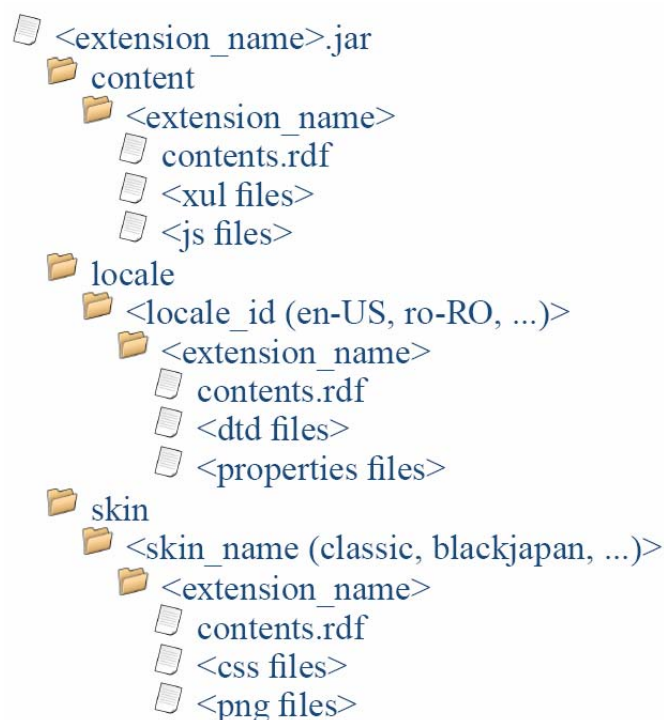 <extension_name>.jar
content
<extension_name>
contents.rdf
<xul files>
<js files>
locale
<locale_id (en-US, ro-RO, ...)>
<extension_name>
contents.rdf
<dtd files>
<properties files>
skin
<skin_name (classic, blackjapan, ...)>
<extension_name>
contents.rdf
<css files>
<png files>